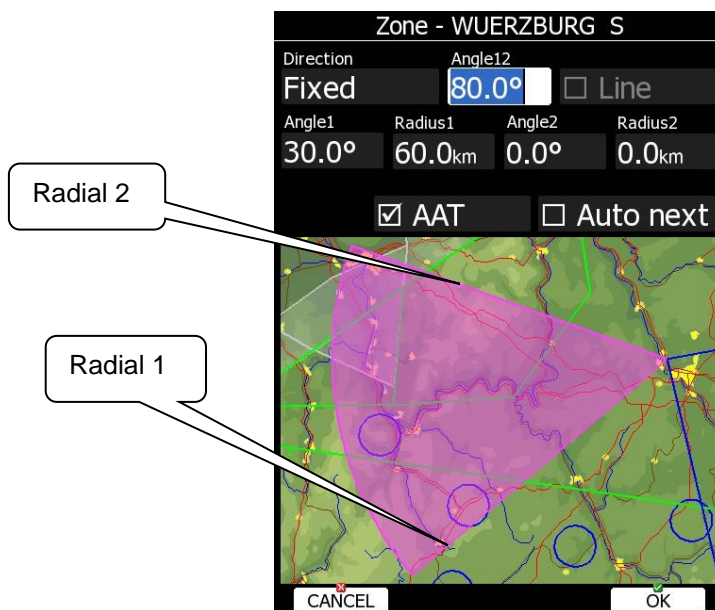 Zone - WUERZBURG S
Direction Angle12
Fixed 80.0° Line
Angle1 Radius1 Angle2 Radius2
30.0° 60.0km 0.0° 0.0km
AAT Auto next
Radial 2
Radial 1
CANCEL OK